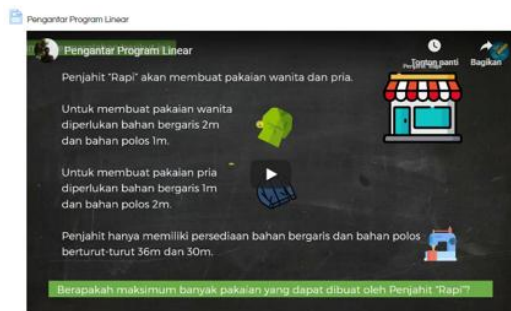 Pengantar Program Linear
Pengantar Program Linear
Tonton nanti
Bagikan
Penjahit "Rapi" akan membuat pakaian wanita dan pria.
Untuk membuat pakaian wanita
diperlukan bahan bergaris 2m
dan bahan polos 1m.
Untuk membuat pakaian pria
diperlukan bahan bergaris 1m
dan bahan polos 2m.
Penjahit hanya memiliki persediaan bahan bergaris dan bahan polos
berturut-turut 36m dan 30m.
Berapakah maksimum banyak pakaian yang dapat dibuat oleh Penjahit "Rapi"?